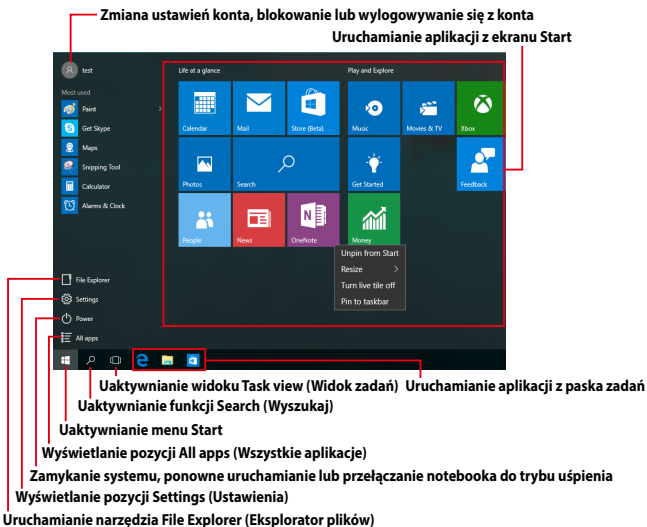 Zmiana ustawień konta, blokowanie lub wylogowywanie się z konta
Uruchamianie aplikacji z ekranu Start
test
Most used
Paint
Get Skype
Maps
Snipping Tool
Calculator
Alarms & Clock
File Explorer
Settings
Power
All apps
Life at a glance
Play and Explore
Calendar
Mail
Store (Beta)
Music
Movies & TV
Xbox
Photos
Search
Get Started
Feedback
People
News
OneNote
Money
Unpin from Start
Resize
Turn live tile off
Pin to taskbar
Uaktywnianie widoku Task view (Widok zadań)
Uruchamianie aplikacji z paska zadań
Uaktywnianie funkcji Search (Wyszukaj)
Uaktywnianie menu Start
Wyświetlanie pozycji All apps (Wszystkie aplikacje)
Zamykanie systemu, ponowne uruchamianie lub przełączanie notebooka do trybu uśpienia
Wyświetlanie pozycji Settings (Ustawienia)
Uruchamianie narzędzia File Explorer (Eksplorator plików)